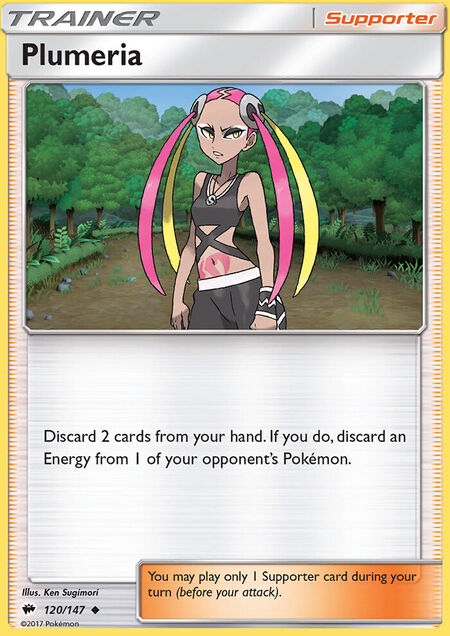 TRAINER Supporter
Plumeria
Discard 2 cards from your hand. If you do, discard an
Energy from 1 of your opponent's Pokémon.
Illus. Ken Sugimori
120/147
©2017 Pokémon
You may play only 1 Supporter card during your
turn (before your attack).